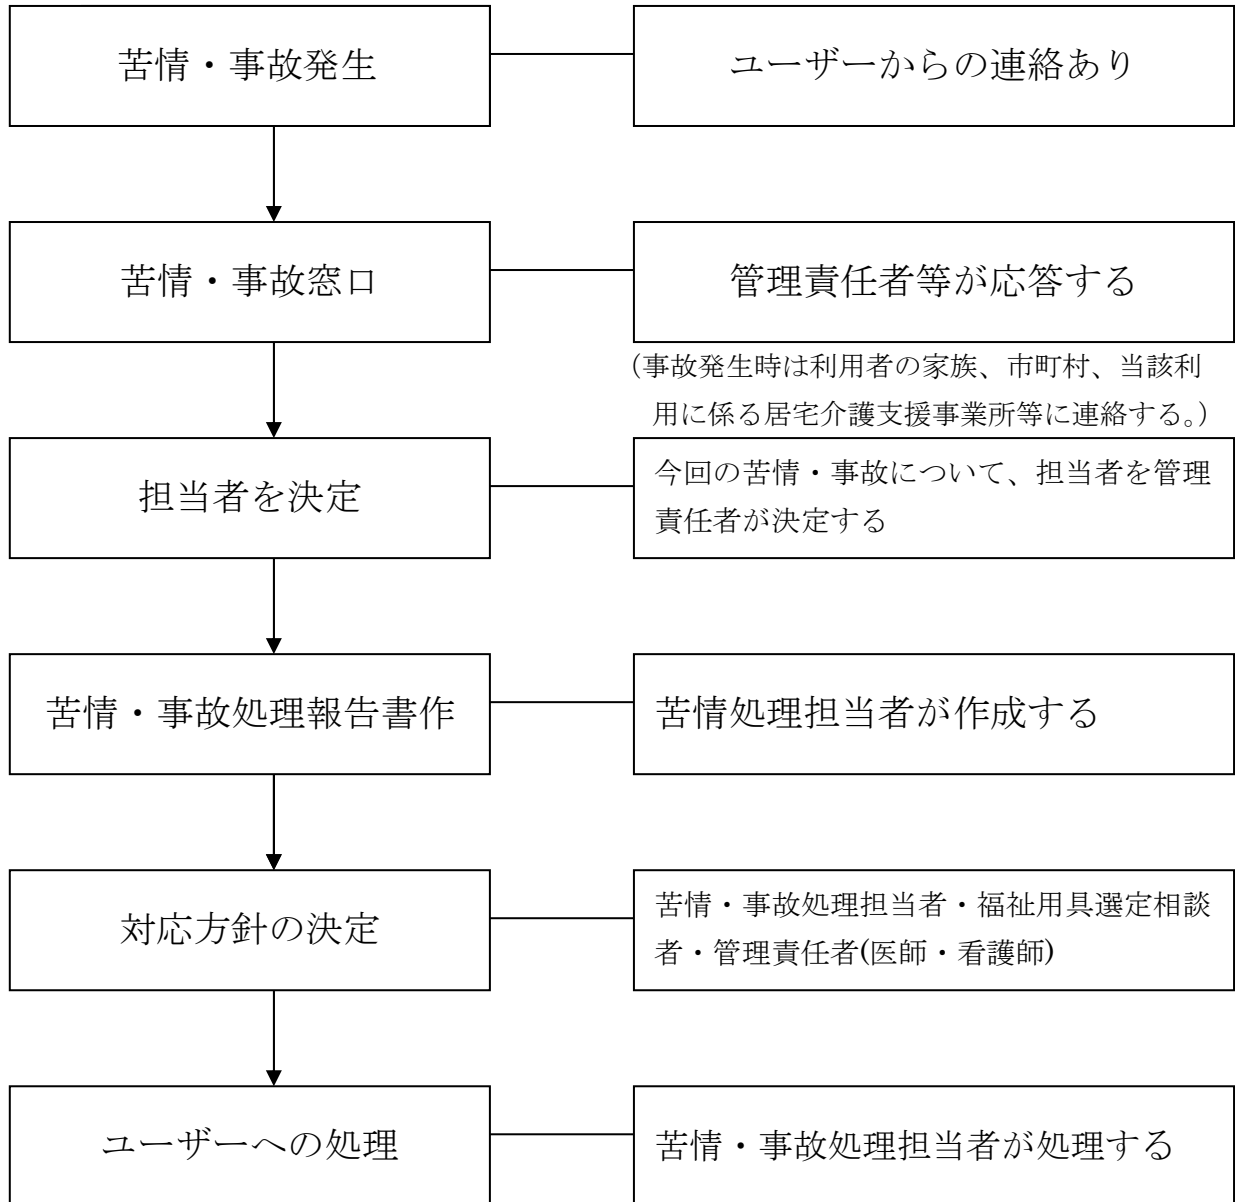 苦情・事故発生
ユーザーからの連絡あり
苦情・事故窓口
管理責任者等が応答する
(事故発生時は利用者の家族、市町村、当該利
用に係る居宅介護支援事業所等に連絡する。)
担当者を決定
今回の苦情・事故について、担当者を管理
責任者が決定する
苦情・事故処理報告書作
苦情処理担当者が作成する
対応方針の決定
苦情・事故処理担当者・福祉用具選定相談
者・管理責任者(医師・看護師)
ユーザーへの処理
苦情・事故処理担当者が処理する